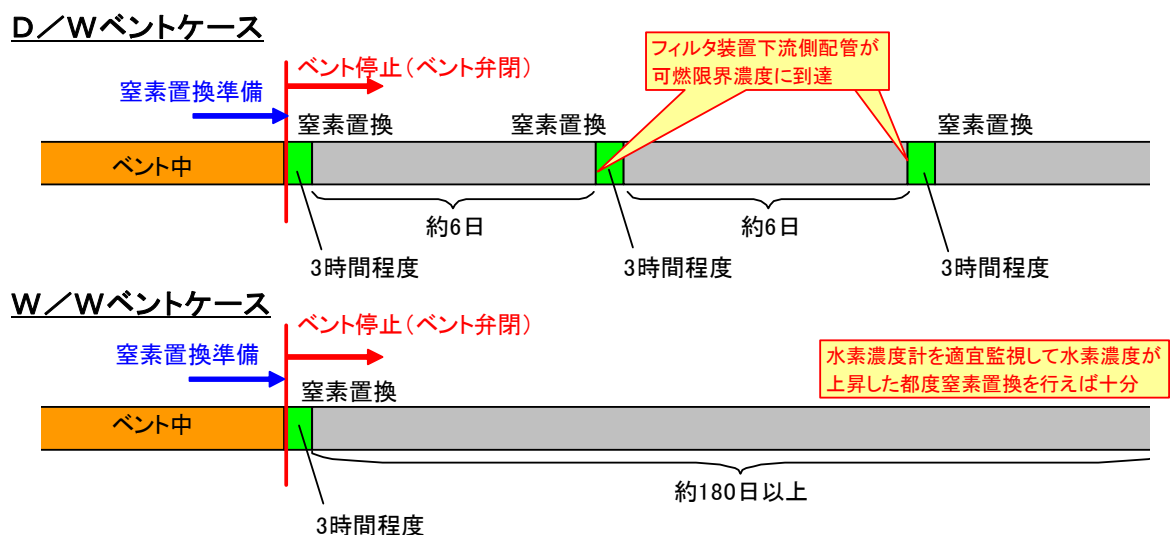 D/Wベントケース
ベント停止(ベント弁閉)
フィルタ装置下流側配管が
可燃限界濃度に到達
窒素置換準備
窒素置換
窒素置換
窒素置換
ベント中
約6日
約6日
3時間程度
3時間程度
3時間程度
W/Wベントケース
ベント停止(ベント弁閉)
窒素置換準備
水素濃度計を適宜監視して水素濃度が
上昇した都度窒素置換を行えば十分
窒素置換
ベント中
約180日以上
3時間程度